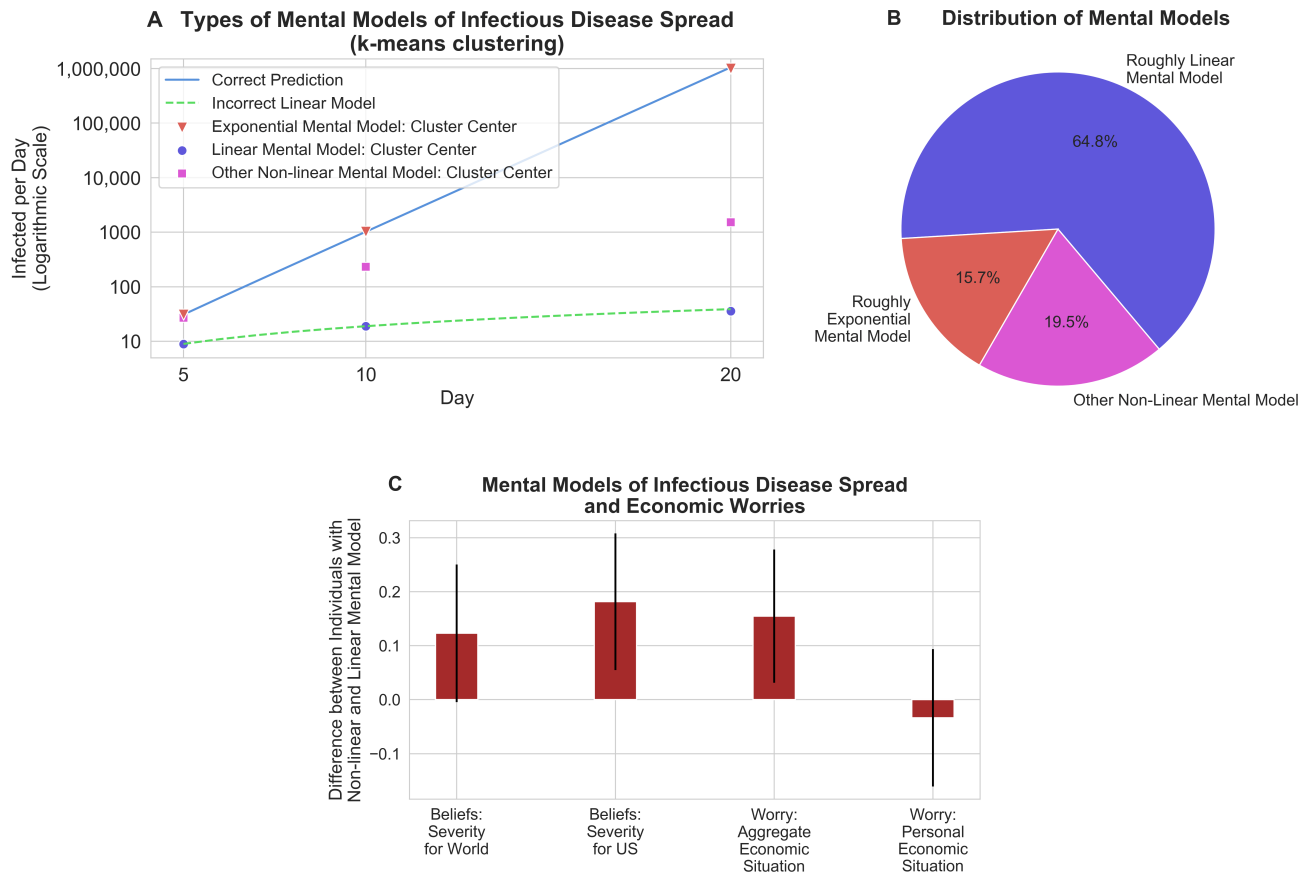 A Types of Mental Models of Infectious Disease Spread
(k-means clustering)
Infected per Day
(Logarithmic Scale)
1,000,000
100,000
10,000
1000
100
10
Correct Prediction
Incorrect Linear Model
Exponential Mental Model: Cluster Center
Linear Mental Model: Cluster Center
Other Non-linear Mental Model: Cluster Center
5 10 20
Day
B Distribution of Mental Models
Roughly Linear
Mental Model
64.8%
15.7%
19.5%
Roughly
Exponential
Mental Model
Other Non-Linear Mental Model
C Mental Models of Infectious Disease Spread
and Economic Worries
Difference between Individuals with
Non-linear and Linear Mental Model
0.3
0.2
0.1
0.0
−0.1
Beliefs:
Severity
for World
Beliefs:
Severity
for US
Worry:
Aggregate
Economic
Situation
Worry:
Personal
Economic
Situation